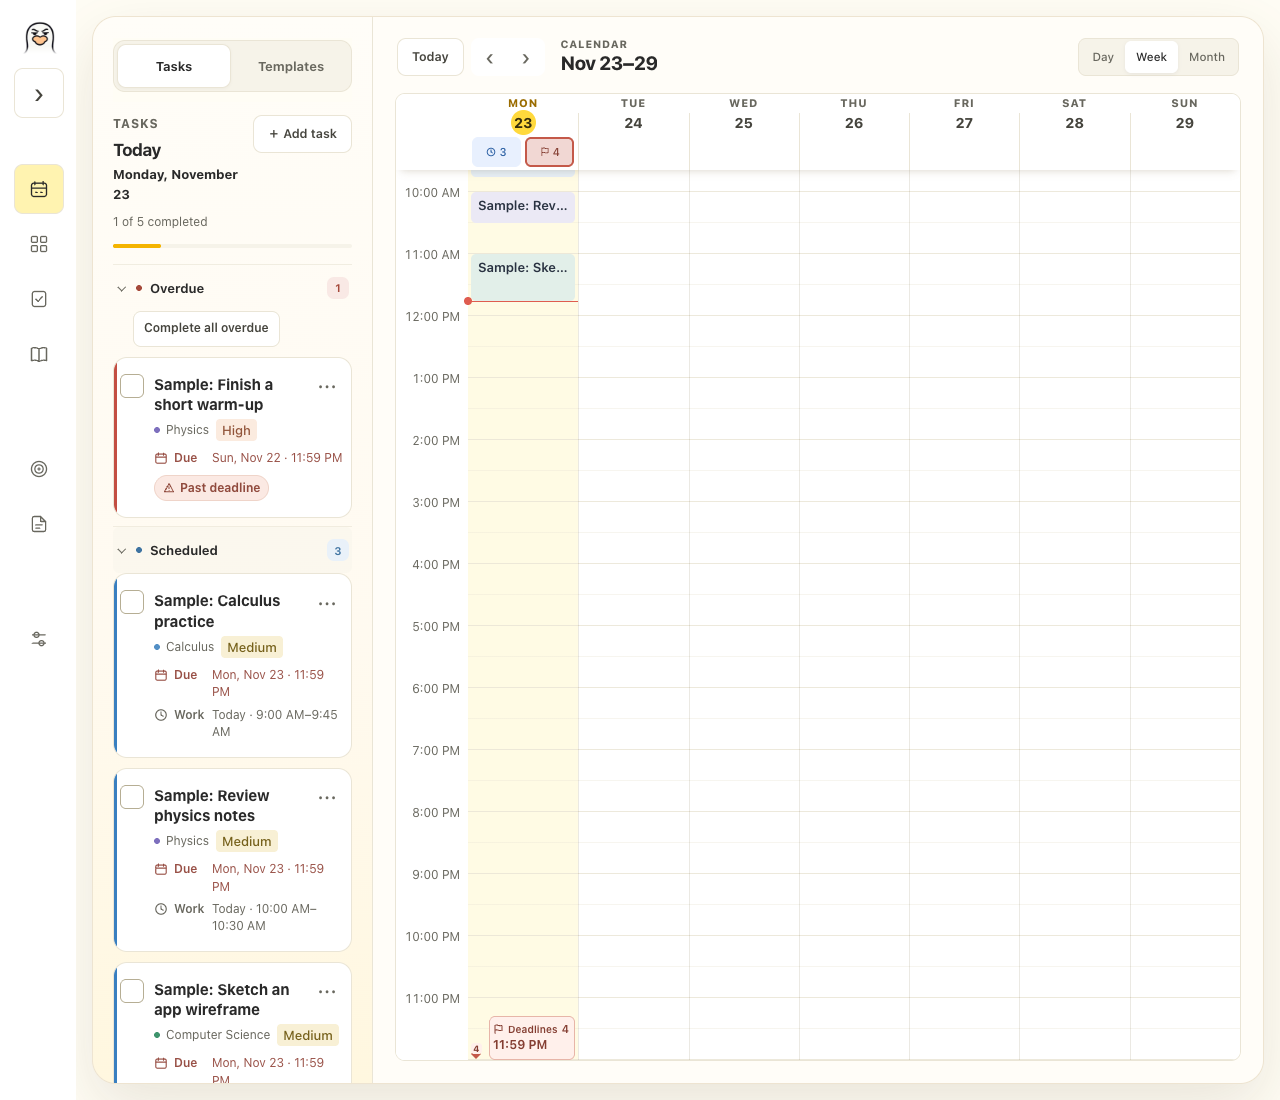 Tasks
Templates
TASKS
Today
Monday, November
23
1 of 5 completed
+ Add task
Overdue
1
Complete all overdue
Sample: Finish a
short warm-up
Physics
High
Due
Sun, Nov 22 · 11:59 PM
Past deadline
Scheduled
3
Sample: Calculus
practice
Calculus
Medium
Due
Mon, Nov 23 · 11:59
PM
Work
Today · 9:00 AM–9:45
AM
Sample: Review
physics notes
Physics
Medium
Due
Mon, Nov 23 · 11:59
PM
Work
Today · 10:00 AM–
10:30 AM
Sample: Sketch an
app wireframe
Computer Science
Medium
Due
Mon, Nov 23 · 11:59
PM
Today
CALENDAR
Nov 23–29
Day
Week
Month
MON
23
TUE
24
WED
25
THU
26
FRI
27
SAT
28
SUN
29
3
4
10:00 AM
Sample: Rev...
11:00 AM
Sample: Ske...
12:00 PM
1:00 PM
2:00 PM
3:00 PM
4:00 PM
5:00 PM
6:00 PM
7:00 PM
8:00 PM
9:00 PM
10:00 PM
11:00 PM
4
Deadlines 4
11:59 PM